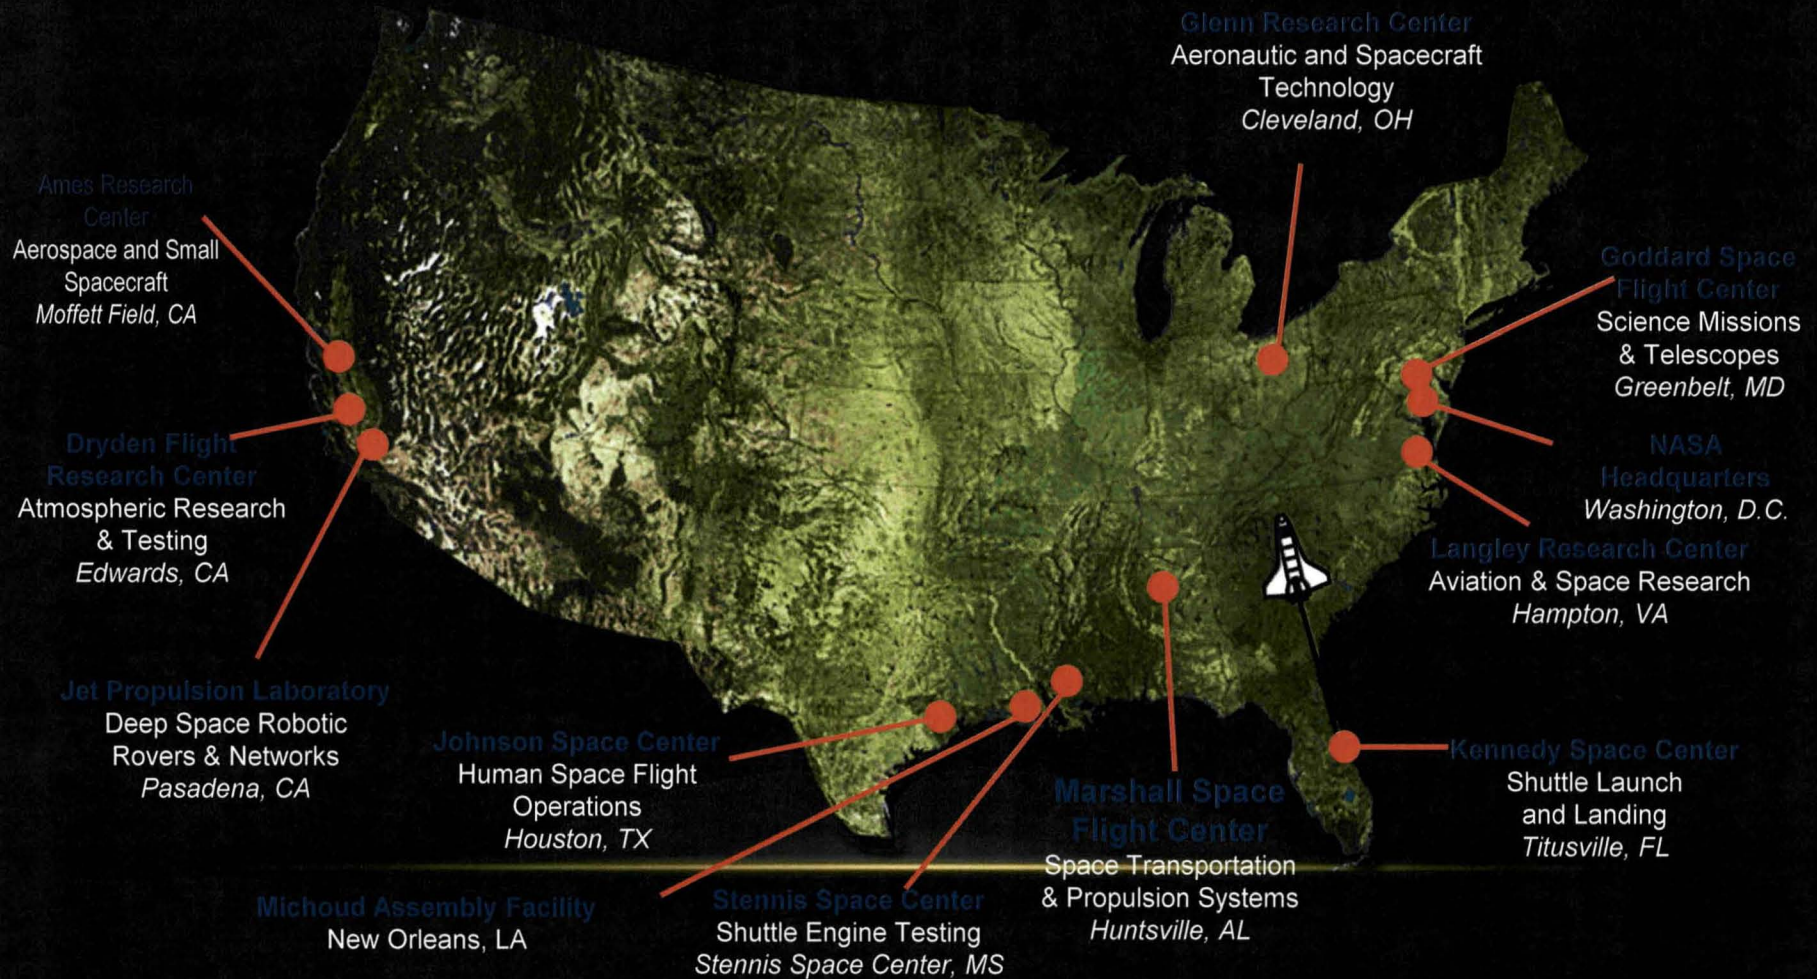 Glenn Research Center
Aeronautic and Spacecraft
Technology
Cleveland, OH
Ames Research
Center
Aerospace and Small
Spacecraft
Moffett Field, CA
Goddard Space
Flight Center
Science Missions
& Telescopes
Greenbelt, MD
Dryden Flight
Research Center
Atmospheric Research
& Testing
Edwards, CA
NASA
Headquarters
Washington, D.C.
Langley Research Center
Aviation & Space Research
Hampton, VA
Jet Propulsion Laboratory
Deep Space Robotic
Rovers & Networks
Pasadena, CA
Johnson Space Center
Human Space Flight
Operations
Houston, TX
Marshall Space
Flight Center
Space Transportation
& Propulsion Systems
Huntsville, AL
Kennedy Space Center
Shuttle Launch
and Landing
Titusville, FL
Michoud Assembly Facility
New Orleans, LA
Stennis Space Center
Shuttle Engine Testing
Stennis Space Center, MS